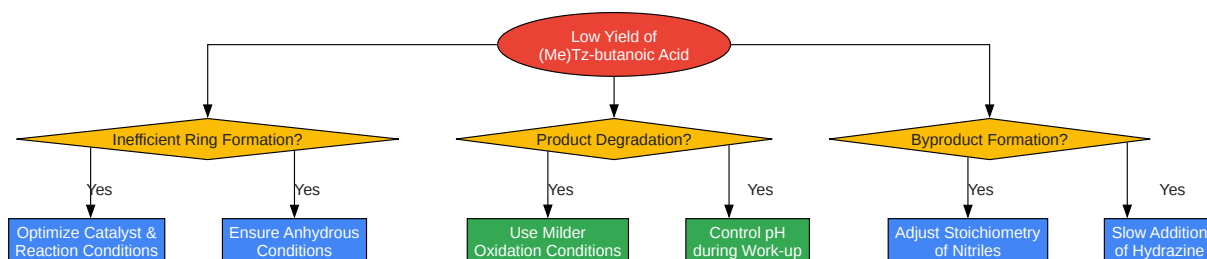 Low Yield of
(Me)Tz-butanoic Acid
Inefficient Ring Formation?
Product Degradation?
Byproduct Formation?
Yes
Yes
Yes
Yes
Yes
Yes
Optimize Catalyst &
Reaction Conditions
Ensure Anhydrous
Conditions
Use Milder
Oxidation Conditions
Control pH
during Work-up
Adjust Stoichiometry
of Nitriles
Slow Addition
of Hydrazine